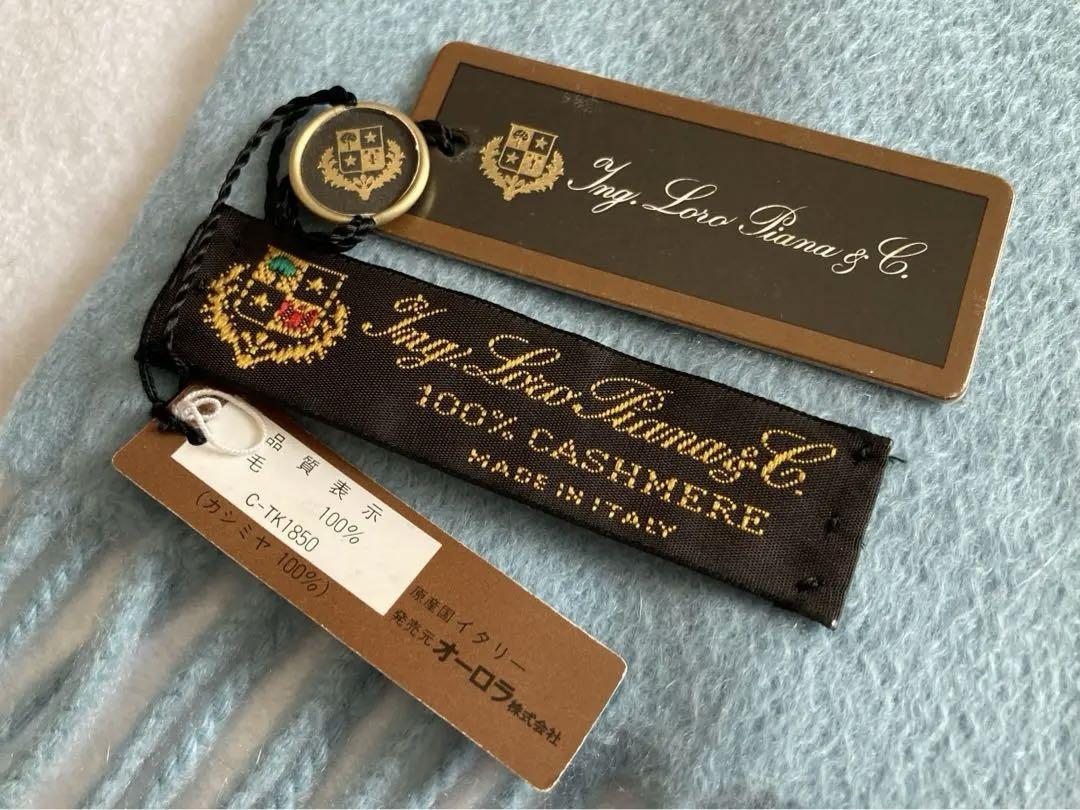 Ing. Loro Piana & C.
Ing. Loro Piana & C.
100% CASHMERE
MADE IN ITALY
品質表示
毛 100%
C-TK1850
(カシミヤ 100%)
原産国イタリー
発売元オーロラ株式会社